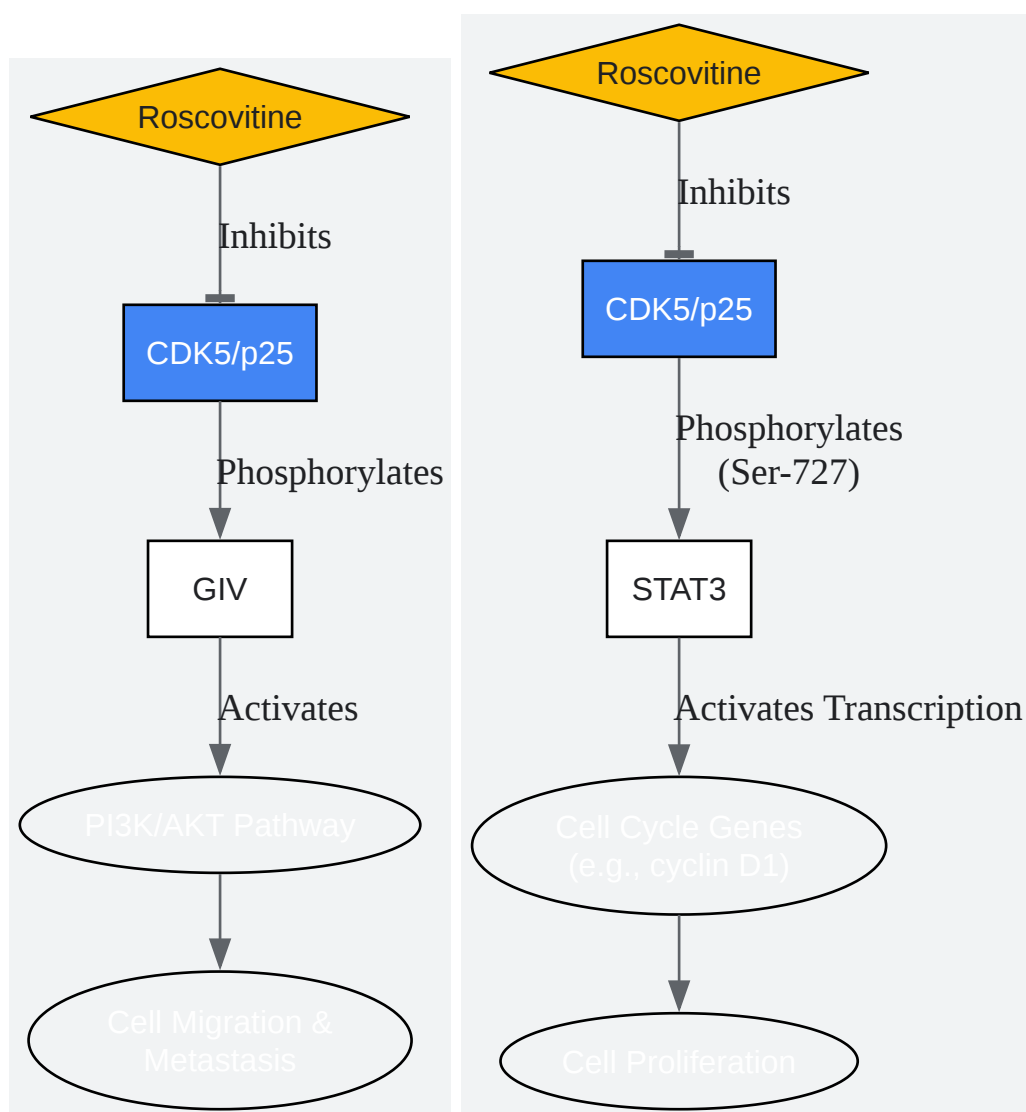 Roscovitine
Inhibits
CDK5/p25
Phosphorylates
GIV
Activates
PI3K/AKT Pathway
Cell Migration &
Metastasis
Roscovitine
Inhibits
CDK5/p25
Phosphorylates
(Ser-727)
STAT3
Activates Transcription
Cell Cycle Genes
(e.g., cyclin D1)
Cell Proliferation